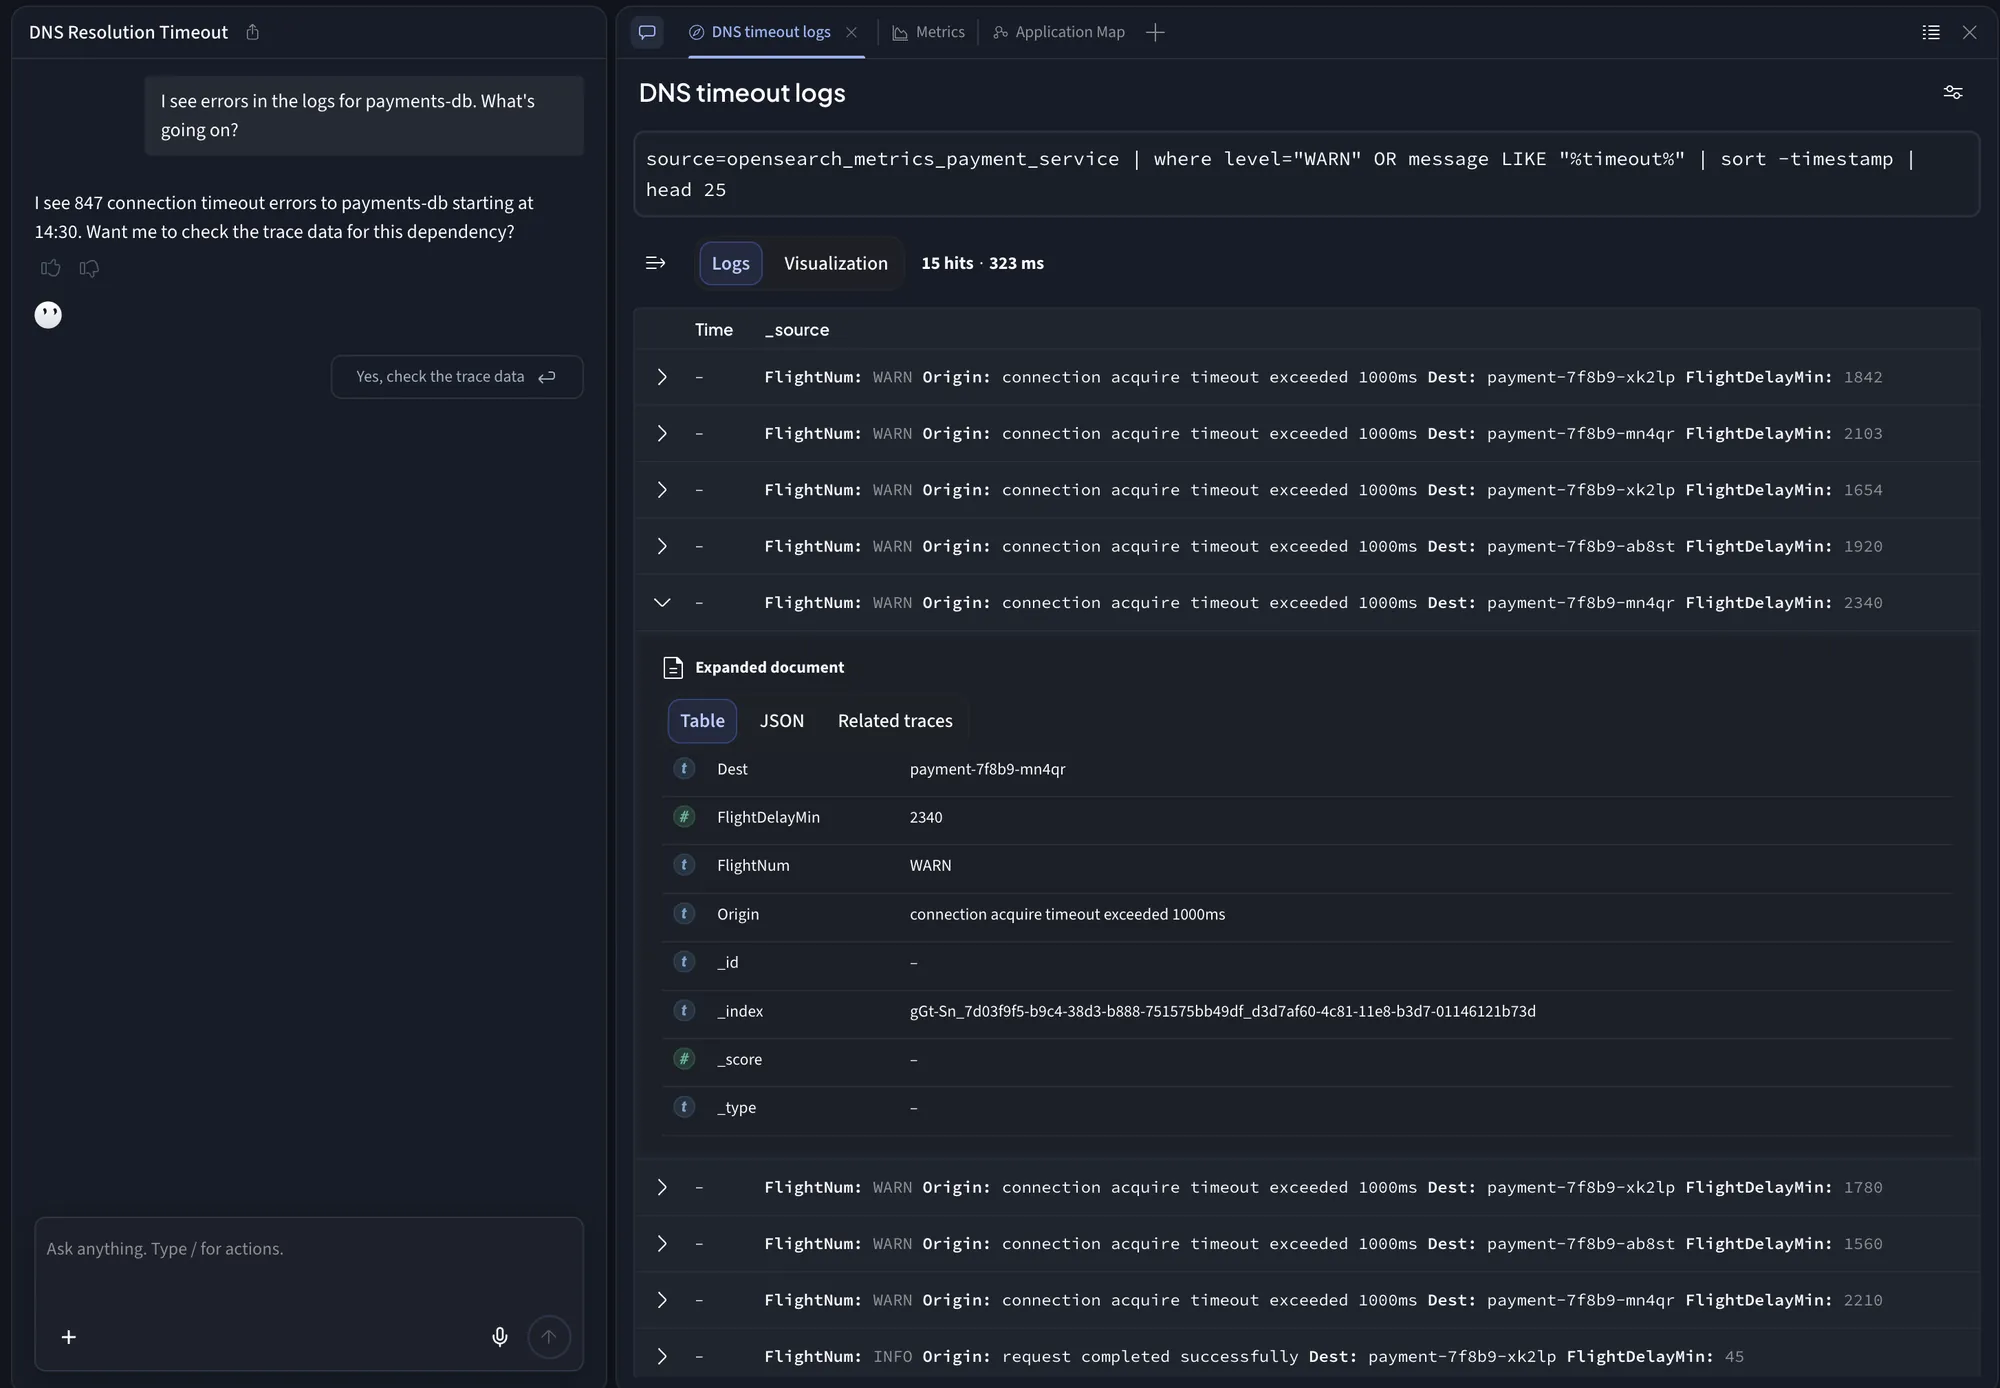 DNS Resolution Timeout
I see errors in the logs for payments-db. What's
going on?
I see 847 connection timeout errors to payments-db starting at
14:30. Want me to check the trace data for this dependency?
Yes, check the trace data
Ask anything. Type / for actions.
DNS timeout logs
Metrics
Application Map
DNS timeout logs
source=opensearch_metrics_payment_service | where level="WARN" OR message LIKE "%timeout%" | sort -timestamp |
head 25
Logs Visualization 15 hits · 323 ms
Time _source
– FlightNum: WARN Origin: connection acquire timeout exceeded 1000ms Dest: payment-7f8b9-xk2lp FlightDelayMin: 1842
– FlightNum: WARN Origin: connection acquire timeout exceeded 1000ms Dest: payment-7f8b9-mn4qr FlightDelayMin: 2103
– FlightNum: WARN Origin: connection acquire timeout exceeded 1000ms Dest: payment-7f8b9-xk2lp FlightDelayMin: 1654
– FlightNum: WARN Origin: connection acquire timeout exceeded 1000ms Dest: payment-7f8b9-ab8st FlightDelayMin: 1920
– FlightNum: WARN Origin: connection acquire timeout exceeded 1000ms Dest: payment-7f8b9-mn4qr FlightDelayMin: 2340
Expanded document
Table JSON Related traces
t Dest payment-7f8b9-mn4qr
# FlightDelayMin 2340
t FlightNum WARN
t Origin connection acquire timeout exceeded 1000ms
t _id –
t _index gGt-Sn_7d03f9f5-b9c4-38d3-b888-751575bb49df_d3d7af60-4c81-11e8-b3d7-01146121b73d
# _score –
t _type –
– FlightNum: WARN Origin: connection acquire timeout exceeded 1000ms Dest: payment-7f8b9-xk2lp FlightDelayMin: 1780
– FlightNum: WARN Origin: connection acquire timeout exceeded 1000ms Dest: payment-7f8b9-ab8st FlightDelayMin: 1560
– FlightNum: WARN Origin: connection acquire timeout exceeded 1000ms Dest: payment-7f8b9-mn4qr FlightDelayMin: 2210
– FlightNum: INFO Origin: request completed successfully Dest: payment-7f8b9-xk2lp FlightDelayMin: 45